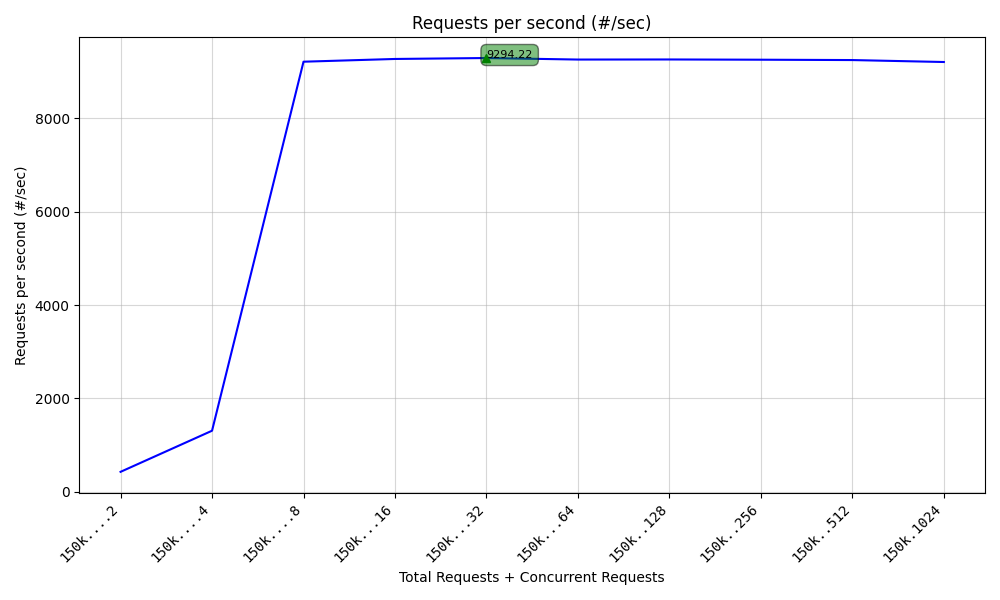 Requests per second (#/sec)
9294.22
8000
6000
4000
2000
0
Requests per second (#/sec)
150k....2
150k....4
150k....8
150k...16
150k...32
150k...64
150k..128
150k..256
150k..512
150k.1024
Total Requests + Concurrent Requests